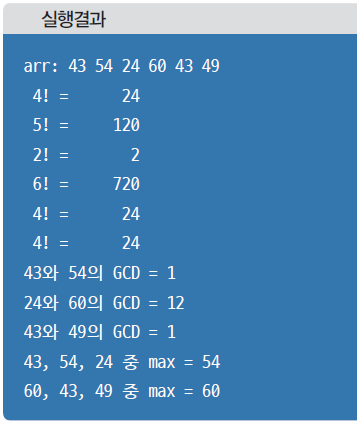 실행결과
arr: 43 54 24 60 43 49
4! = 24
5! = 120
2! = 2
6! = 720
4! = 24
4! = 24
43와 54의 GCD = 1
24와 60의 GCD = 12
43와 49의 GCD = 1
43, 54, 24 중 max = 54
60, 43, 49 중 max = 60